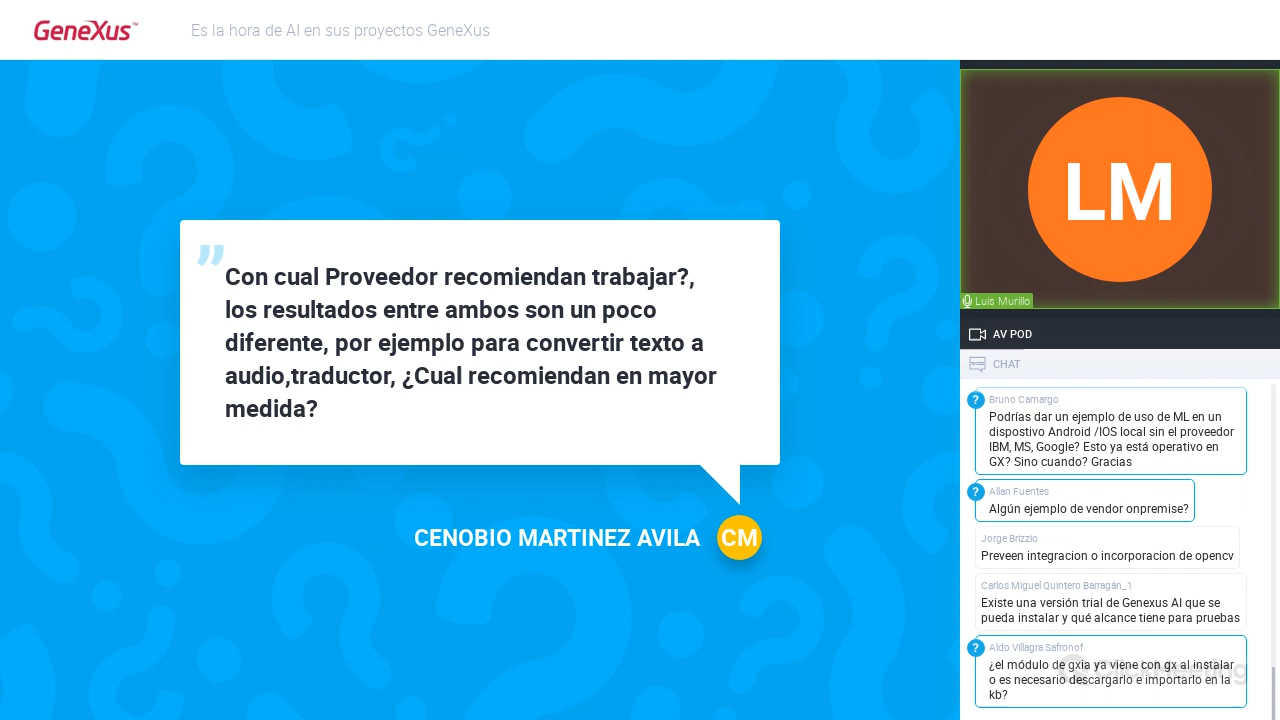 GeneXus™
Es la hora de AI en sus proyectos GeneXus
”
Con cual Proveedor recomiendan trabajar?,
los resultados entre ambos son un poco
diferente, por ejemplo para convertir texto a
audio,traductor, ¿Cual recomiendan en mayor
medida?
CENOBIO MARTINEZ AVILA
CM
LM
Luis Murillo
AV POD
CHAT
?
Bruno Camargo
Podrías dar un ejemplo de uso de ML en un
dispostivo Android /IOS local sin el proveedor
IBM, MS, Google? Esto ya está operativo en
GX? Sino cuando? Gracias
?
Allan Fuentes
Algún ejemplo de vendor onpremise?
Jorge Brizzio
Preveen integracion o incorporacion de opencv
Carlos Miguel Quintero Barragán_1
Existe una versión trial de Genexus AI que se
pueda instalar y qué alcance tiene para pruebas
?
Aldo Villagra Safronof
¿el módulo de gxia ya viene con gx al instalar
o es necesario descargarlo e importarlo en la
kb?
ClickMeeting